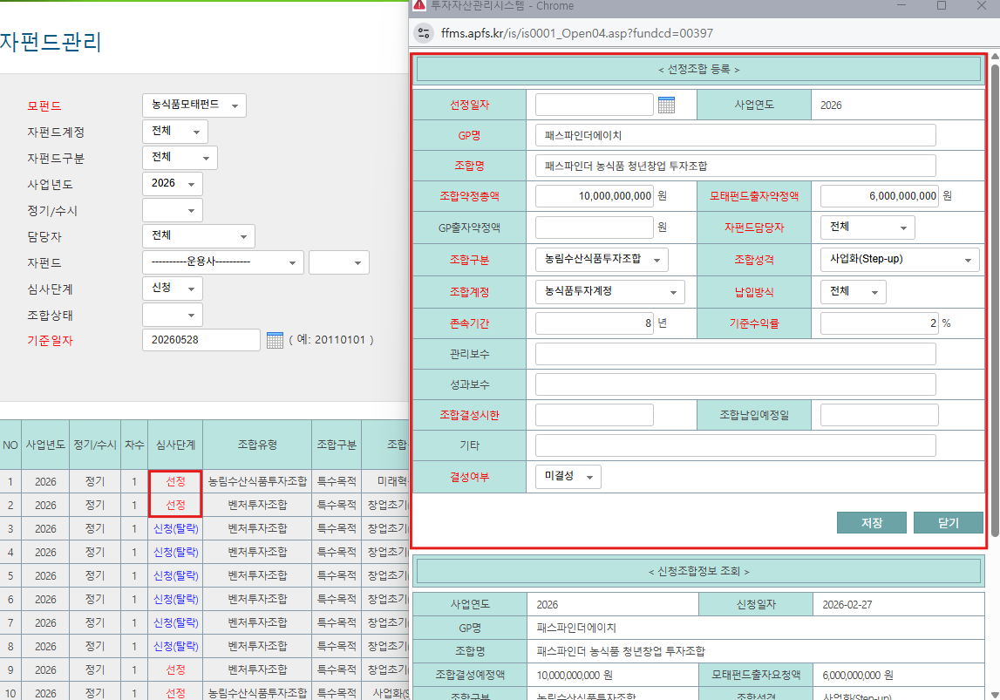 투자자산관리시스템 - Chrome
ffms.apfs.kr/is/is0001_Open04.asp?fundcd=00397
자펀드관리
모펀드 농식품모태펀드
자펀드계정 전체
자펀드구분 전체
사업년도 2026
정기/수시
담당자 전체
자펀드 ----------운용사----------
심사단계 신청
조합상태
기준일자 20260528 ( 예: 20110101 )
NO 사업년도 정기/수시 차수 심사단계 조합유형 조합구분 조합
1 2026 정기 1 선정 농림수산식품투자조합 특수목적 미래혁
2 2026 정기 1 선정 벤처투자조합 특수목적 창업초기
3 2026 정기 1 신청(탈락) 벤처투자조합 특수목적 창업초기
4 2026 정기 1 신청(탈락) 벤처투자조합 특수목적 창업초기
5 2026 정기 1 신청(탈락) 벤처투자조합 특수목적 창업초기
6 2026 정기 1 신청(탈락) 벤처투자조합 특수목적 창업초기
7 2026 정기 1 신청(탈락) 벤처투자조합 특수목적 창업초기
8 2026 정기 1 신청(탈락) 벤처투자조합 특수목적 창업초기
9 2026 정기 1 선정 벤처투자조합 특수목적 창업초기
10 2026 정기 1 선정 농림수산식품투자조합 특수목적 사업화(S
< 선정조합 등록 >
선정일자 사업연도 2026
GP명 패스파인더에이치
조합명 패스파인더 농식품 청년창업 투자조합
조합약정총액 10,000,000,000 원 모태펀드출자약정액 6,000,000,000 원
GP출자약정액 원 자펀드담당자 전체
조합구분 농림수산식품투자조합 조합성격 사업화(Step-up)
조합계정 농식품투자계정 납입방식 전체
존속기간 8 년 기준수익률 2 %
관리보수
성과보수
조합결성시한 조합납입예정일
기타
결성여부 미결성
저장 닫기
< 신청조합정보 조회 >
사업연도 2026 신청일자 2026-02-27
GP명 패스파인더에이치
조합명 패스파인더 농식품 청년창업 투자조합
조합결성예정액 10,000,000,000 원 모태펀드출자요청액 6,000,000,000 원
조합구분 농림수산식품투자조합 조합성격 사업화(Step-up)